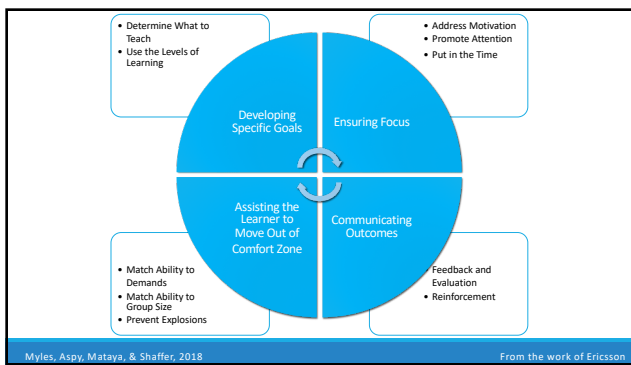 • Determine What to
Teach
• Use the Levels of
Learning
• Address Motivation
• Promote Attention
• Put in the Time
Developing
Specific Goals
Ensuring Focus
Assisting the
Learner to
Move Out of
Comfort Zone
Communicating
Outcomes
• Match Ability to
Demands
• Match Ability to
Group Size
• Prevent Explosions
• Feedback and
Evaluation
• Reinforcement
Myles, Aspy, Mataya, & Shaffer, 2018
From the work of Ericsson